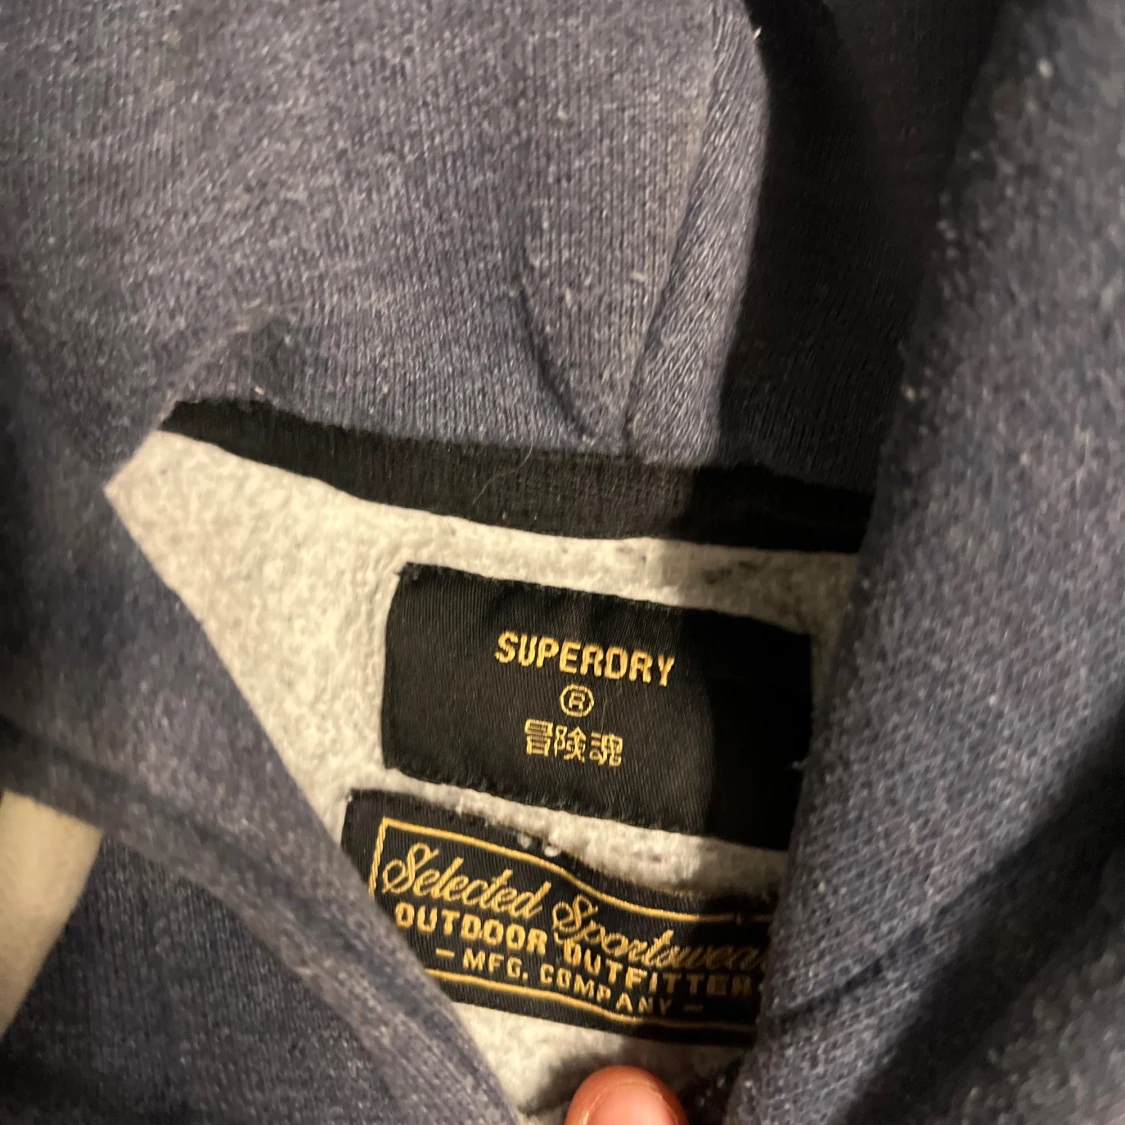 SUPERDRY
®
冒険魂
Selected Sportswear
OUTDOOR OUTFITTERS
- MFG. COMPANY -